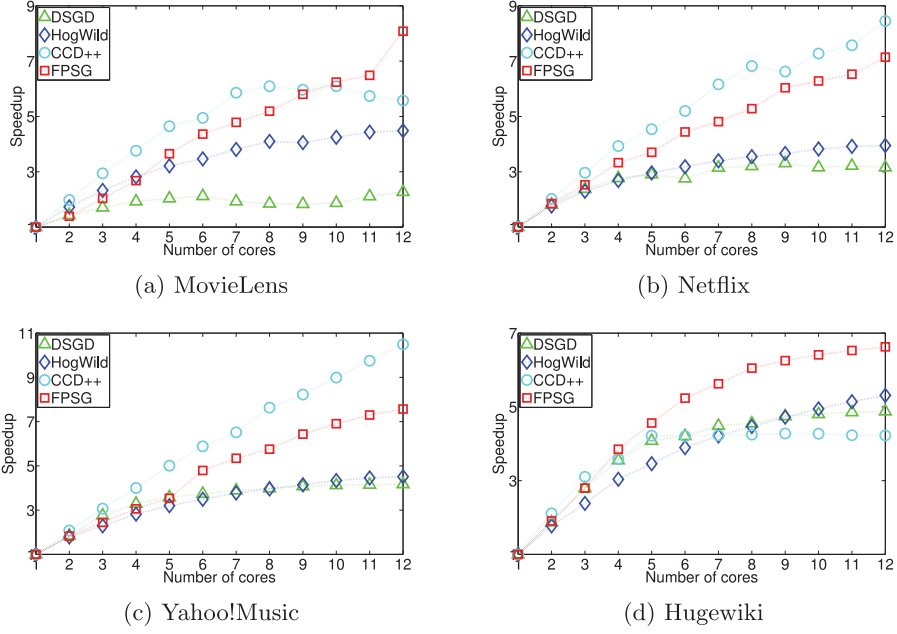 9
7
5
3
1
Speedup
DSGD
HogWild
CCD++
FPSG
1 2 3 4 5 6 7 8 9 10 11 12
Number of cores
(a) MovieLens
9
7
5
3
1
Speedup
DSGD
HogWild
CCD++
FPSG
1 2 3 4 5 6 7 8 9 10 11 12
Number of cores
(b) Netflix
11
9
7
5
3
1
Speedup
DSGD
HogWild
CCD++
FPSG
1 2 3 4 5 6 7 8 9 10 11 12
Number of cores
(c) Yahoo!Music
7
5
3
1
Speedup
DSGD
HogWild
CCD++
FPSG
1 2 3 4 5 6 7 8 9 10 11 12
Number of cores
(d) Hugewiki